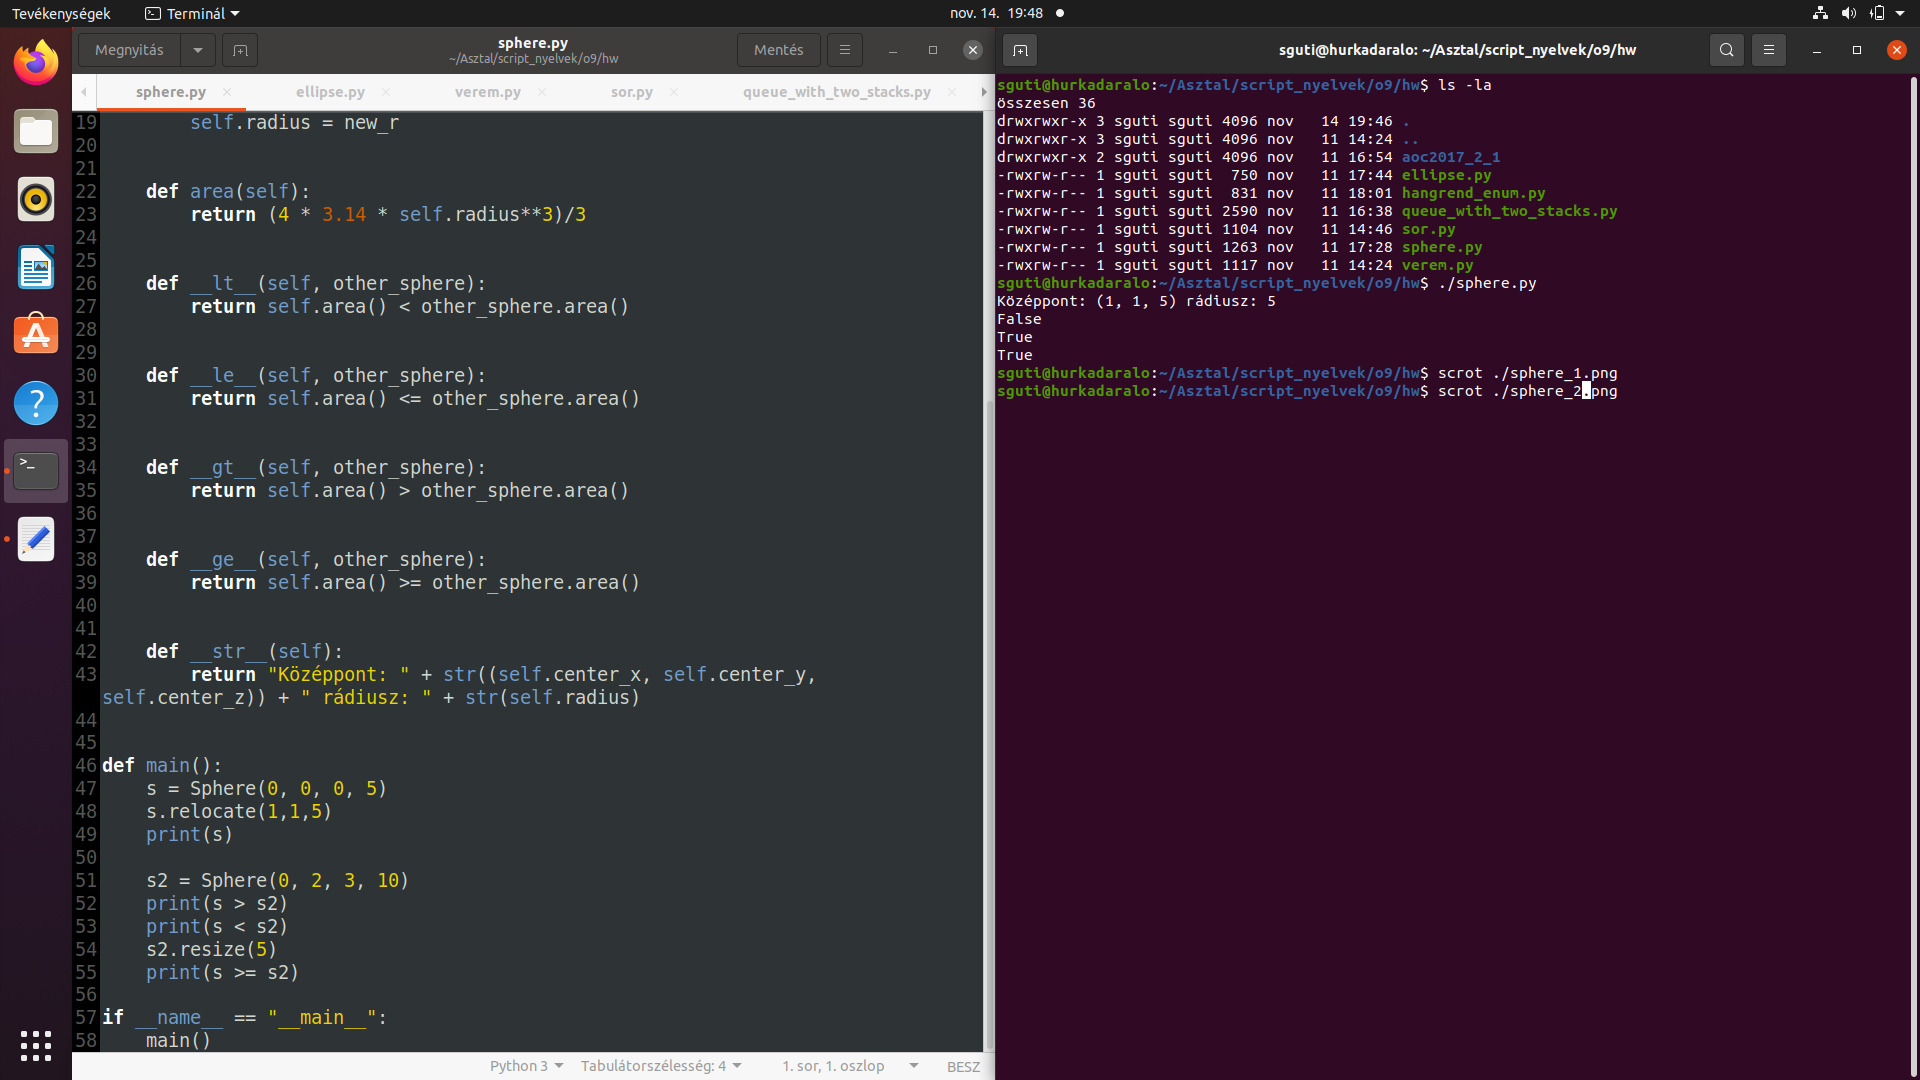 Tevékenységek
Terminál
nov. 14. 19:48
Megnyitás
sphere.py
~/Asztal/script_nyelvek/o9/hw
Mentés
sphere.py
ellipse.py
verem.py
sor.py
queue_with_two_stacks.py
19         self.radius = new_r
20
21
22     def area(self):
23         return (4 * 3.14 * self.radius**3)/3
24
25
26     def __lt__(self, other_sphere):
27         return self.area() < other_sphere.area()
28
29
30     def __le__(self, other_sphere):
31         return self.area() <= other_sphere.area()
32
33
34     def __gt__(self, other_sphere):
35         return self.area() > other_sphere.area()
36
37
38     def __ge__(self, other_sphere):
39         return self.area() >= other_sphere.area()
40
41
42     def __str__(self):
43         return "Középpont: " + str((self.center_x, self.center_y,
self.center_z)) + " rádiusz: " + str(self.radius)
44
45
46 def main():
47     s = Sphere(0, 0, 0, 5)
48     s.relocate(1,1,5)
49     print(s)
50
51     s2 = Sphere(0, 2, 3, 10)
52     print(s > s2)
53     print(s < s2)
54     s2.resize(5)
55     print(s >= s2)
56
57 if __name__ == "__main__":
58     main()
Python 3
Tabulátorszélesség: 4
1. sor, 1. oszlop
BESZ
sguti@hurkadaralo: ~/Asztal/script_nyelvek/o9/hw
sguti@hurkadaralo:~/Asztal/script_nyelvek/o9/hw$ ls -la
összesen 36
drwxrwxr-x 3 sguti sguti 4096 nov   14 19:46 .
drwxrwxr-x 3 sguti sguti 4096 nov   11 14:24 ..
drwxrwxr-x 2 sguti sguti 4096 nov   11 16:54 aoc2017_2_1
-rwxrw-r-- 1 sguti sguti  750 nov   11 17:44 ellipse.py
-rwxrw-r-- 1 sguti sguti  831 nov   11 18:01 hangrend_enum.py
-rwxrw-r-- 1 sguti sguti 2590 nov   11 16:38 queue_with_two_stacks.py
-rwxrw-r-- 1 sguti sguti 1104 nov   11 14:46 sor.py
-rwxrw-r-- 1 sguti sguti 1263 nov   11 17:28 sphere.py
-rwxrw-r-- 1 sguti sguti 1117 nov   11 14:24 verem.py
sguti@hurkadaralo:~/Asztal/script_nyelvek/o9/hw$ ./sphere.py
Középpont: (1, 1, 5) rádiusz: 5
False
True
True
sguti@hurkadaralo:~/Asztal/script_nyelvek/o9/hw$ scrot ./sphere_1.png
sguti@hurkadaralo:~/Asztal/script_nyelvek/o9/hw$ scrot ./sphere_2.png